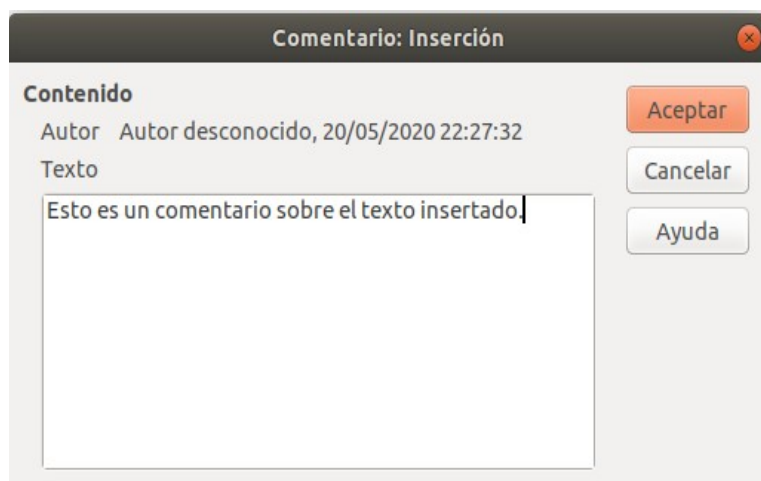 Comentario: Inserción
Contenido
Autor Autor desconocido, 20/05/2020 22:27:32
Texto
Esto es un comentario sobre el texto insertado.
Aceptar
Cancelar
Ayuda